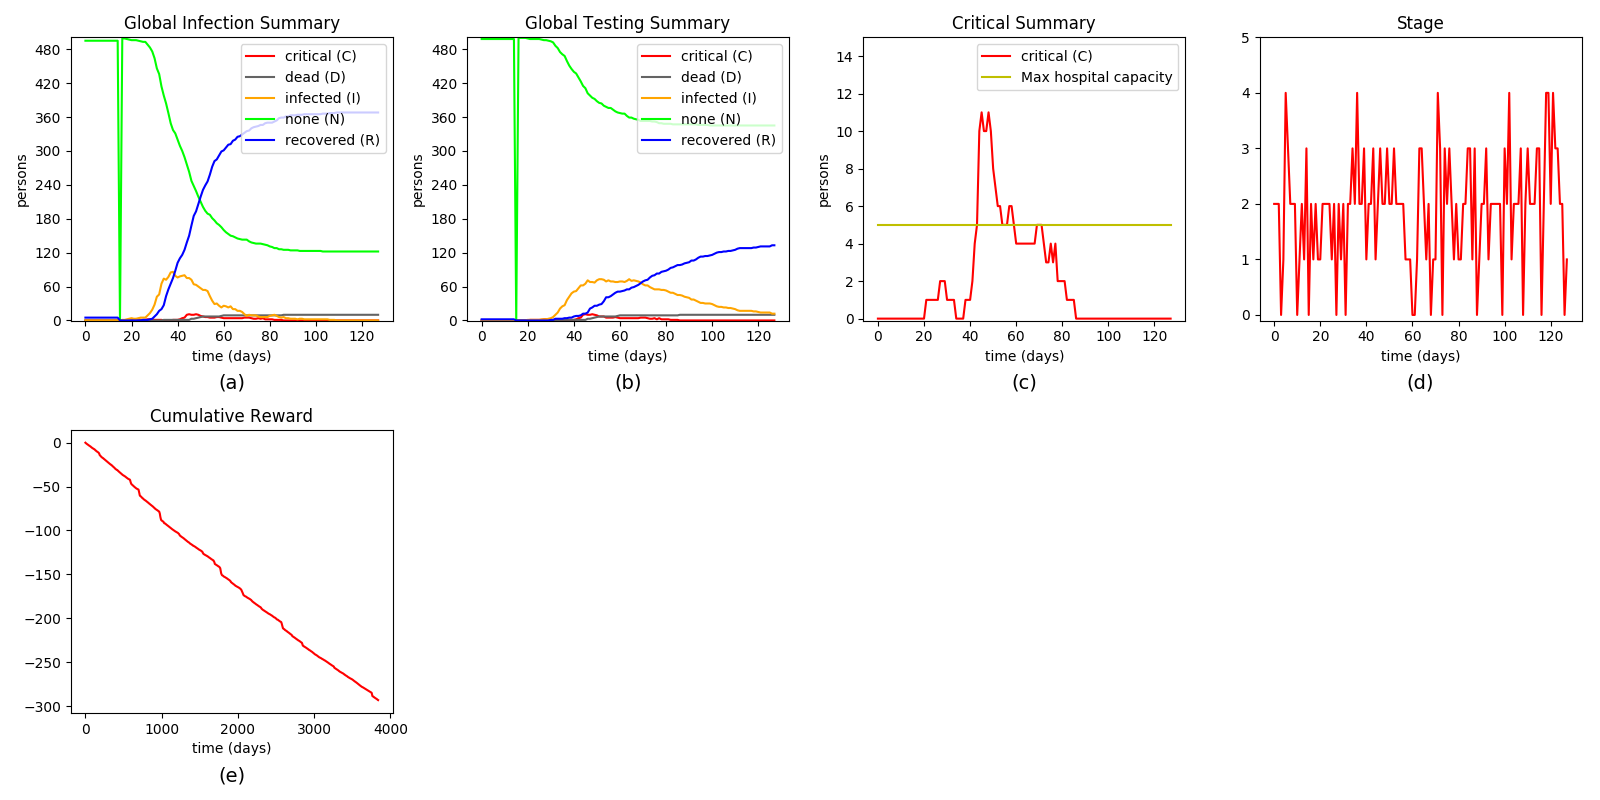 Global Infection Summary
480
420
360
300
240
180
120
60
0
persons
critical (C)
dead (D)
infected (I)
none (N)
recovered (R)
0 20 40 60 80 100 120
time (days)
(a)
Global Testing Summary
480
420
360
300
240
180
120
60
0
persons
critical (C)
dead (D)
infected (I)
none (N)
recovered (R)
0 20 40 60 80 100 120
time (days)
(b)
Critical Summary
14
12
10
8
6
4
2
0
persons
critical (C)
Max hospital capacity
0 20 40 60 80 100 120
time (days)
(c)
Stage
5
4
3
2
1
0
0 20 40 60 80 100 120
time (days)
(d)
Cumulative Reward
0
−50
−100
−150
−200
−250
−300
0 1000 2000 3000 4000
time (days)
(e)